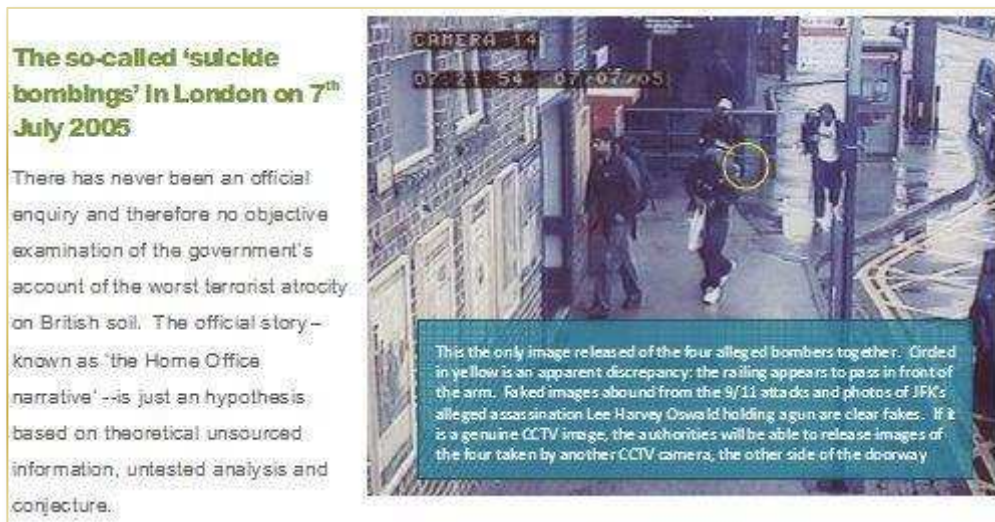 The so-called ‘suicide
bombings’ in London on 7th
July 2005
There has never been an official
enquiry and therefore no objective
examination of the government’s
account of the worst terrorist atrocity
on British soil.  The official story –
known as ‘the Home Office
narrative’ --is just an hypothesis
based on theoretical unsourced
information, untested analysis and
conjecture.
CAMERA 14
07:21:54 07/07/05
This the only image released of the four alleged bombers together.  Circled
in yellow is an apparent discrepancy: the railing appears to pass in front of
the arm.  Faked images abound from the 9/11 attacks and photos of JFK’s
alleged assassination Lee Harvey Oswald holding a gun are clear fakes.  If it
is a genuine CCTV image, the authorities will be able to release images of
the four taken by another CCTV camera, the other side of the doorway